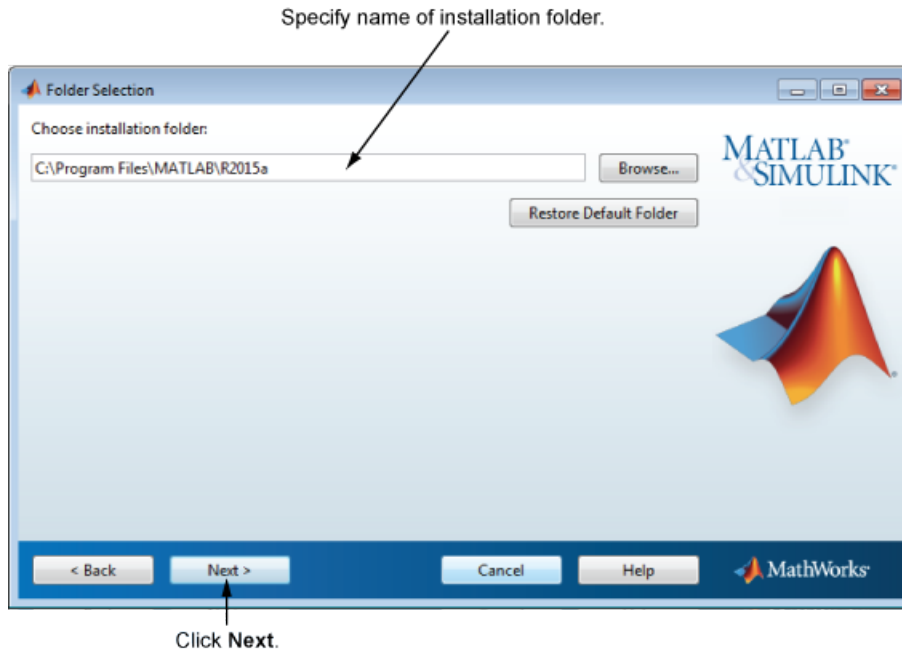 Specify name of installation folder.
Folder Selection
Choose installation folder:
C:\Program Files\MATLAB\R2015a
Browse...
Restore Default Folder
MATLAB®
&SIMULINK®
®
< Back
Next >
Cancel
Help
MathWorks®
Click Next.